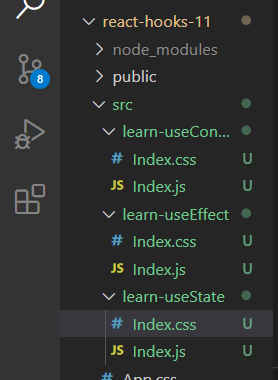 react-hooks-11
node_modules
public
src
learn-useCon...
# Index.css U
JS Index.js U
learn-useEffect
# Index.css U
JS Index.js U
learn-useState
# Index.css U
JS Index.js U
# App.css
8